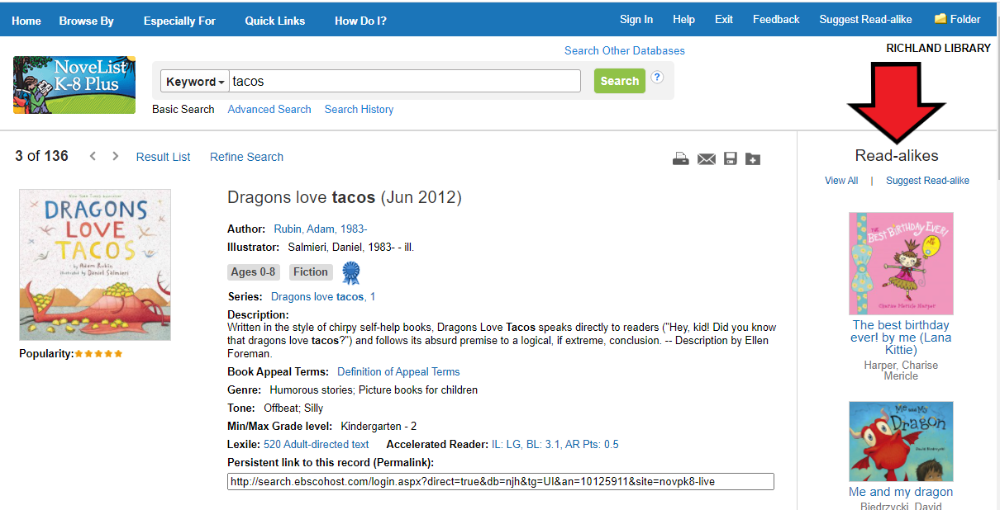 Home Browse By Especially For Quick Links How Do I? Sign In Help Exit Feedback Suggest Read-alike Folder
Search Other Databases
RICHLAND LIBRARY
NoveList
K-8 Plus
Keyword tacos Search ?
Basic Search Advanced Search Search History
3 of 136 < > Result List Refine Search
DRAGONS
LOVE
TACOS
by Adam Rubin
illustrated by Daniel Salmieri
Popularity:
Dragons love tacos (Jun 2012)
Author: Rubin, Adam, 1983-
Illustrator: Salmieri, Daniel, 1983- - ill.
Ages 0-8 Fiction
Series: Dragons love tacos, 1
Description:
Written in the style of chirpy self-help books, Dragons Love Tacos speaks directly to readers ("Hey, kid! Did you know
that dragons love tacos?") and follows its absurd premise to a logical, if extreme, conclusion. -- Description by Ellen
Foreman.
Book Appeal Terms: Definition of Appeal Terms
Genre: Humorous stories; Picture books for children
Tone: Offbeat; Silly
Min/Max Grade level: Kindergarten - 2
Lexile: 520 Adult-directed text Accelerated Reader: IL: LG, BL: 3.1, AR Pts: 0.5
Persistent link to this record (Permalink):
http://search.ebscohost.com/login.aspx?direct=true&db=njh&tg=UI&an=10125911&site=novpk8-live
Read-alikes
View All | Suggest Read-alike
THE
BEST BIRTHDAY EVER!
BY
ME
Charise Mericle Harper
The best birthday
ever! by me (Lana
Kittie)
Harper, Charise
Mericle
Me and My
Dragon
David Biedrzycki
Me and my dragon
Biedrzycki, David